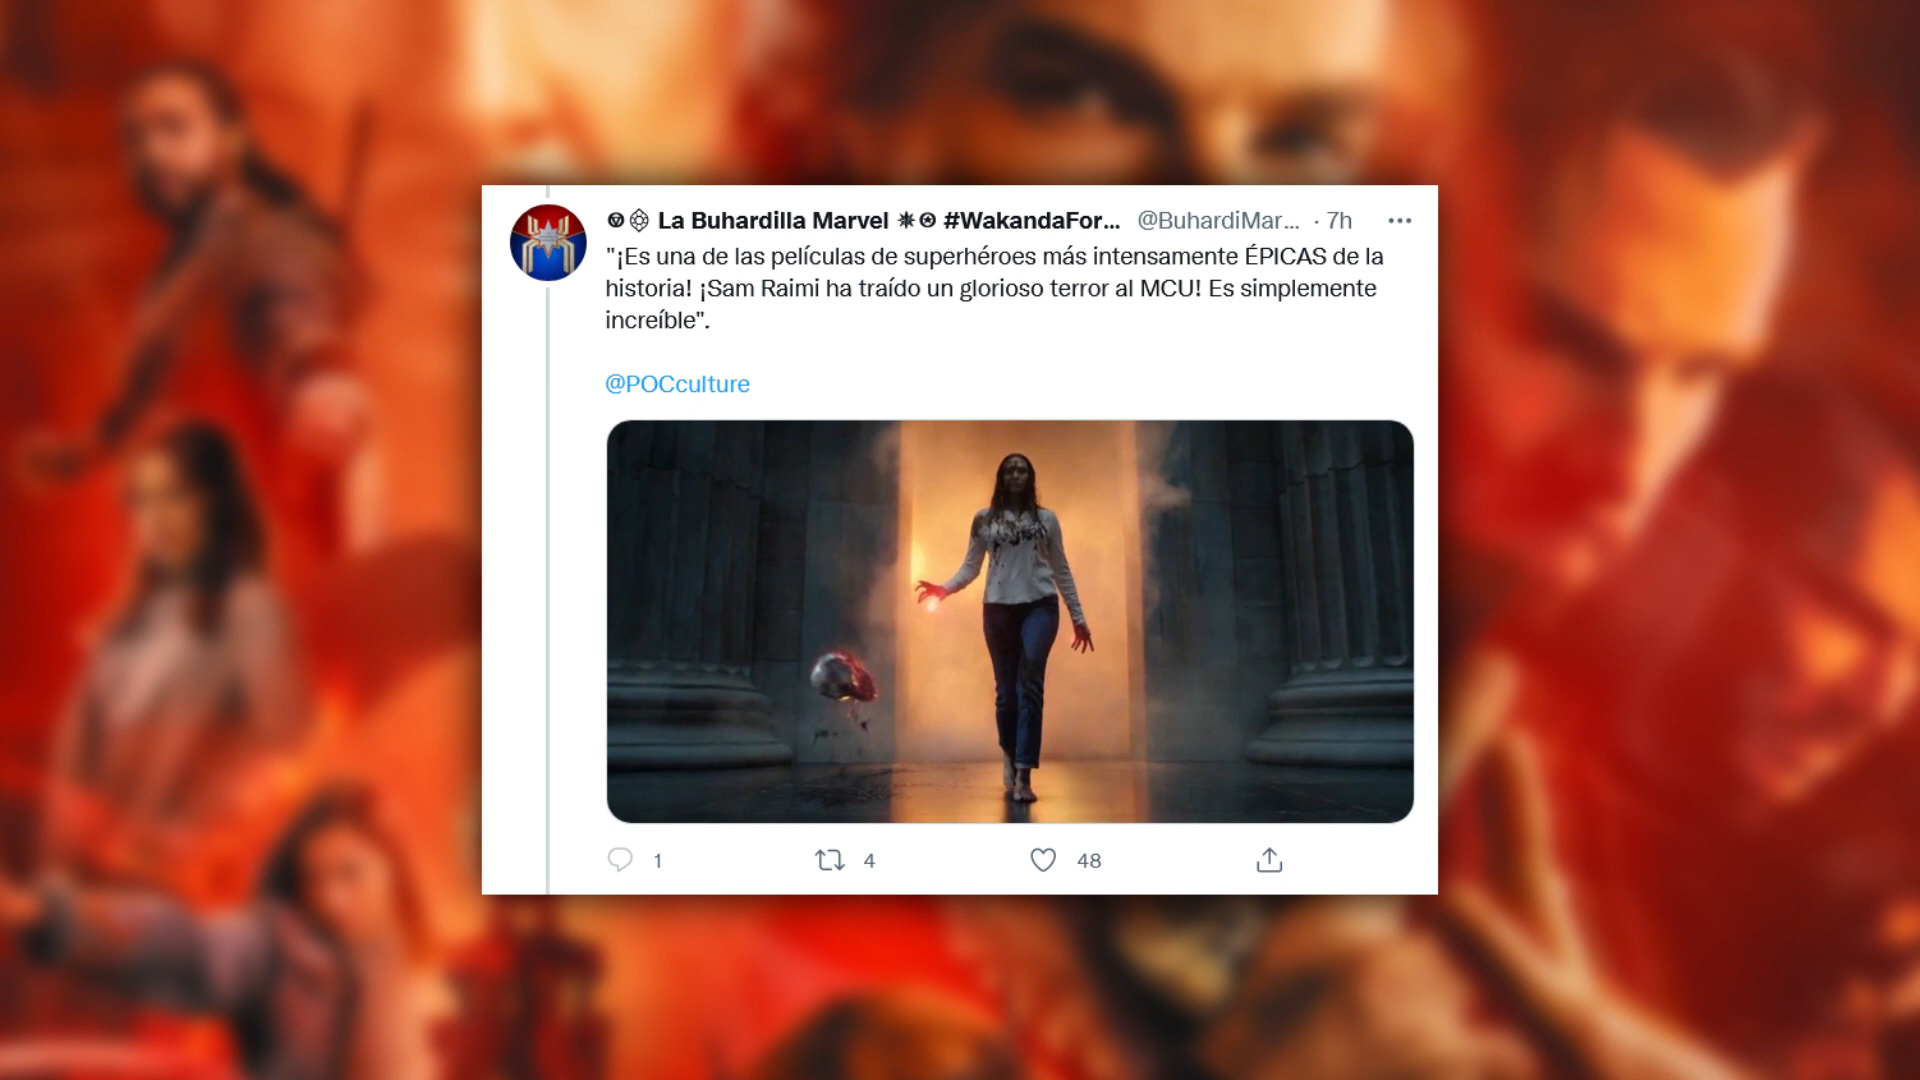 La Buhardilla Marvel #WakandaFor... @BuhardiMar... · 7h
"¡Es una de las películas de superhéroes más intensamente ÉPICAS de la
historia! ¡Sam Raimi ha traído un glorioso terror al MCU! Es simplemente
increíble".
@POCculture
1 4 48